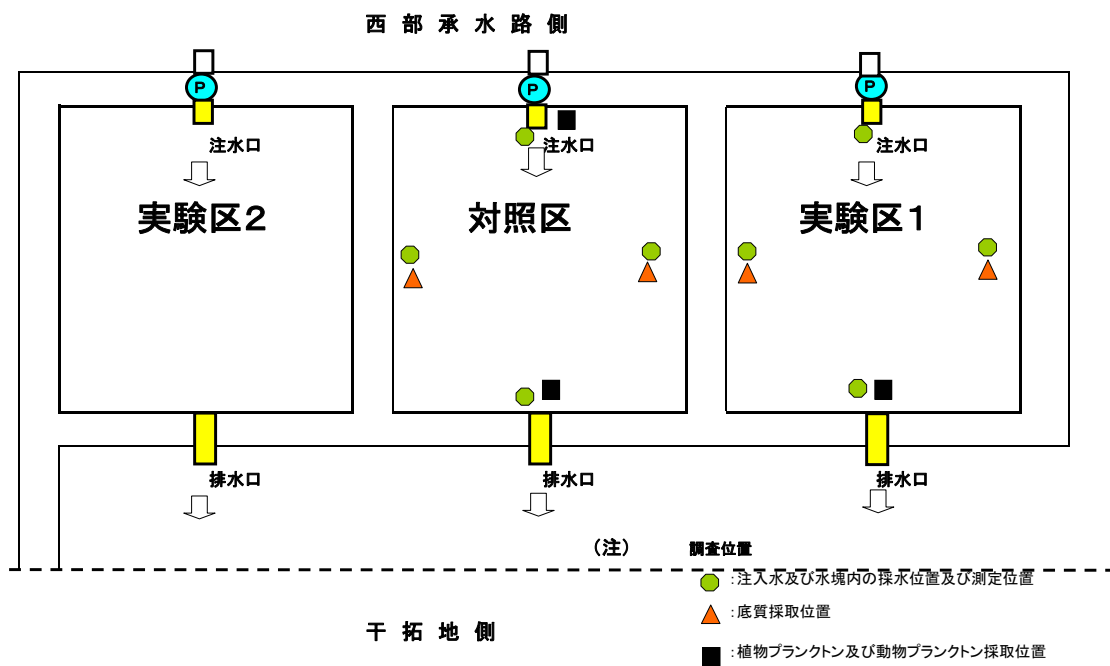 西部承水路側
P P P
注水口 注水口 注水口
実験区2 対照区 実験区1
排水口 排水口 排水口
(注) 調査位置
:注入水及び水塊内の採水位置及び測定位置
:底質採取位置
干拓地側
:植物プランクトン及び動物プランクトン採取位置